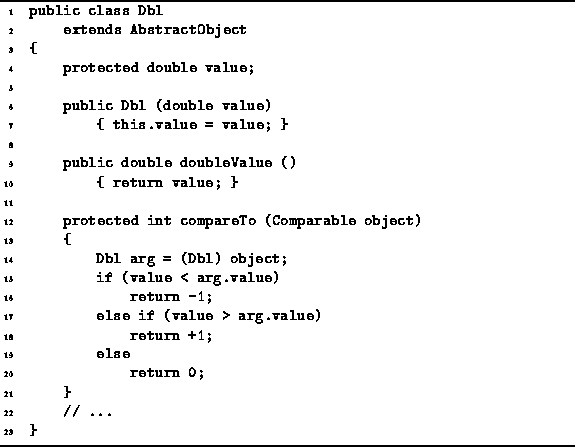 1 public class Dbl
2     extends AbstractObject
3 {
4     protected double value;
5
6     public Dbl (double value)
7         { this.value = value; }
8
9     public double doubleValue ()
10         { return value; }
11
12     protected int compareTo (Comparable object)
13     {
14         Dbl arg = (Dbl) object;
15         if (value < arg.value)
16             return -1;
17         else if (value > arg.value)
18             return +1;
19         else
20             return 0;
21     }
22     // ...
23 }